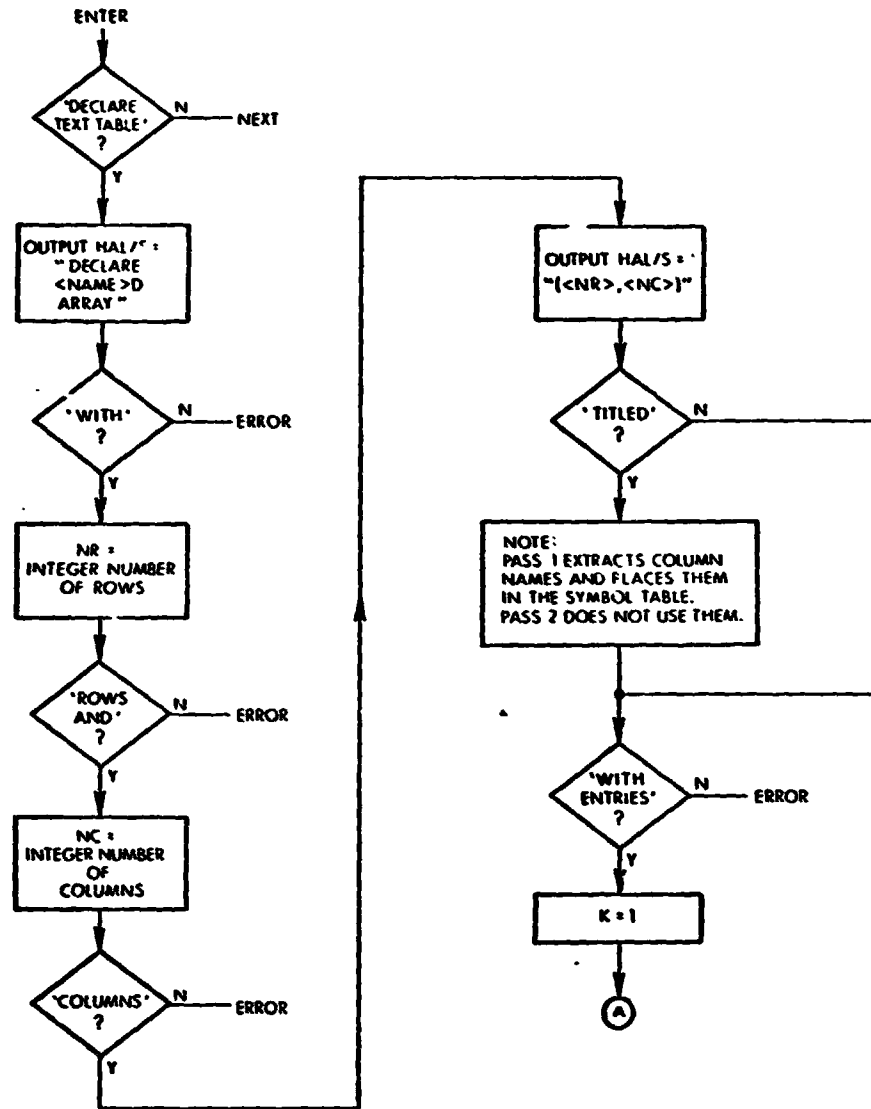 ENTER
"DECLARE
TEXT TABLE"
?
N
NEXT
Y
OUTPUT HAL/S =
" DECLARE
<NAME>D
ARRAY "
"WITH"
?
N
ERROR
Y
NR =
INTEGER NUMBER
OF ROWS
"ROWS
AND"
?
N
ERROR
Y
NC =
INTEGER NUMBER
OF
COLUMNS
"COLUMNS"
?
N
ERROR
Y
OUTPUT HAL/S =
"(<NR>,<NC>)"
"TITLED"
?
N
Y
NOTE:
PASS 1 EXTRACTS COLUMN
NAMES AND PLACES THEM
IN THE SYMBOL TABLE.
PASS 2 DOES NOT USE THEM.
"WITH
ENTRIES"
?
N
ERROR
Y
K = 1
A